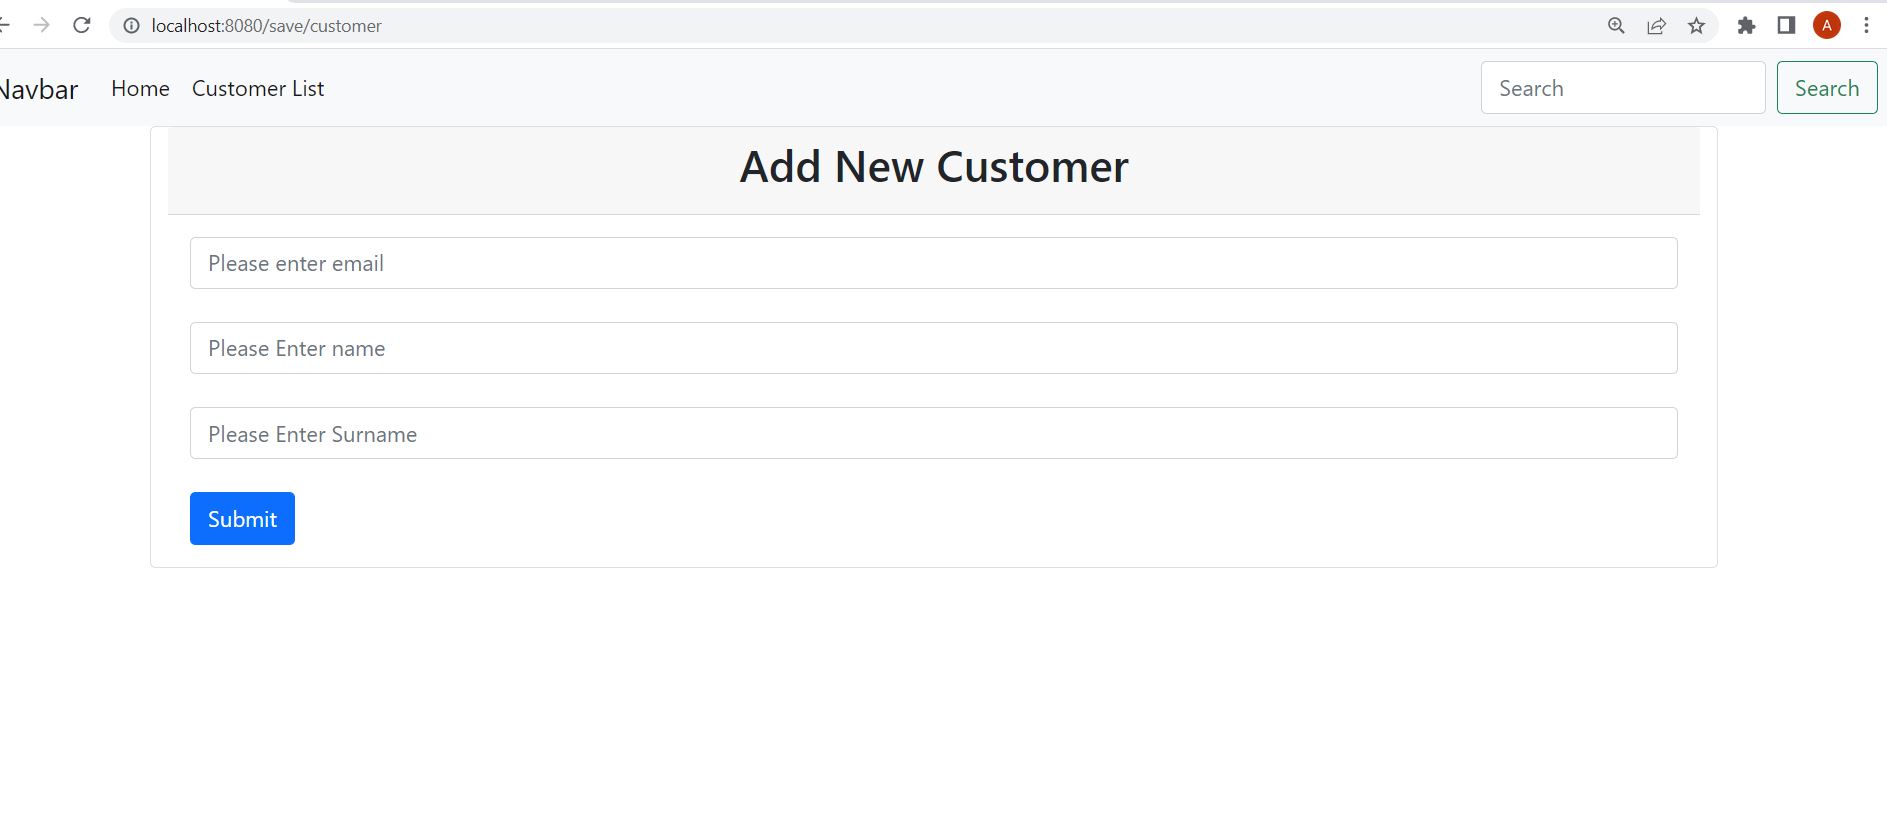 localhost:8080/save/customer
A
Navbar Home Customer List Search Search
Add New Customer
Please enter email
Please Enter name
Please Enter Surname
Submit